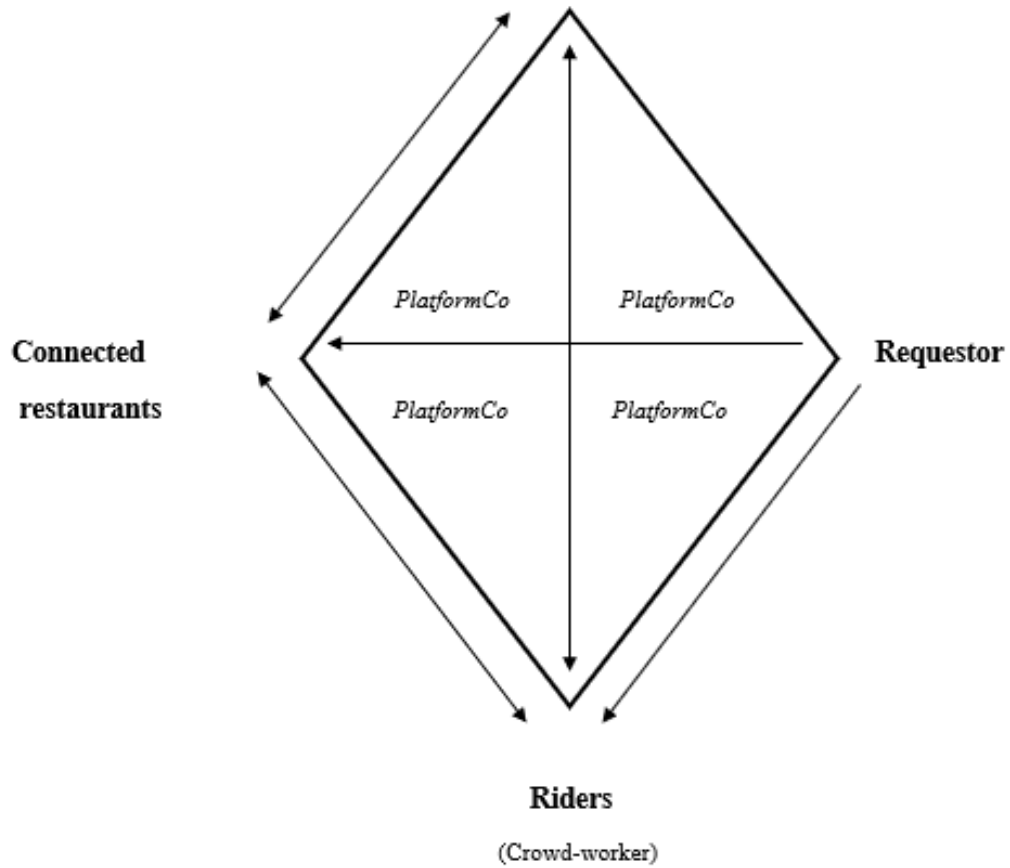 PlatformCo PlatformCo
Connected
restaurants
Requestor
PlatformCo PlatformCo
Riders
(Crowd-worker)